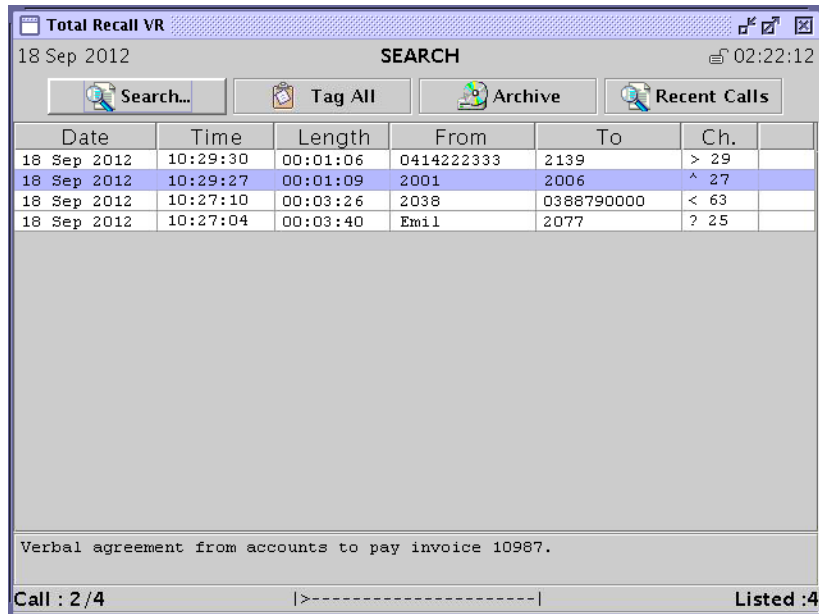 Total Recall VR
18 Sep 2012 SEARCH 02:22:12
Search... Tag All Archive Recent Calls
Date Time Length From To Ch.
18 Sep 2012 10:29:30 00:01:06 0414222333 2139 > 29
18 Sep 2012 10:29:27 00:01:09 2001 2006 ^ 27
18 Sep 2012 10:27:10 00:03:26 2038 0388790000 < 63
18 Sep 2012 10:27:04 00:03:40 Emil 2077 ? 25
Verbal agreement from accounts to pay invoice 10987.
Call : 2/4 |>-----------------------| Listed :4